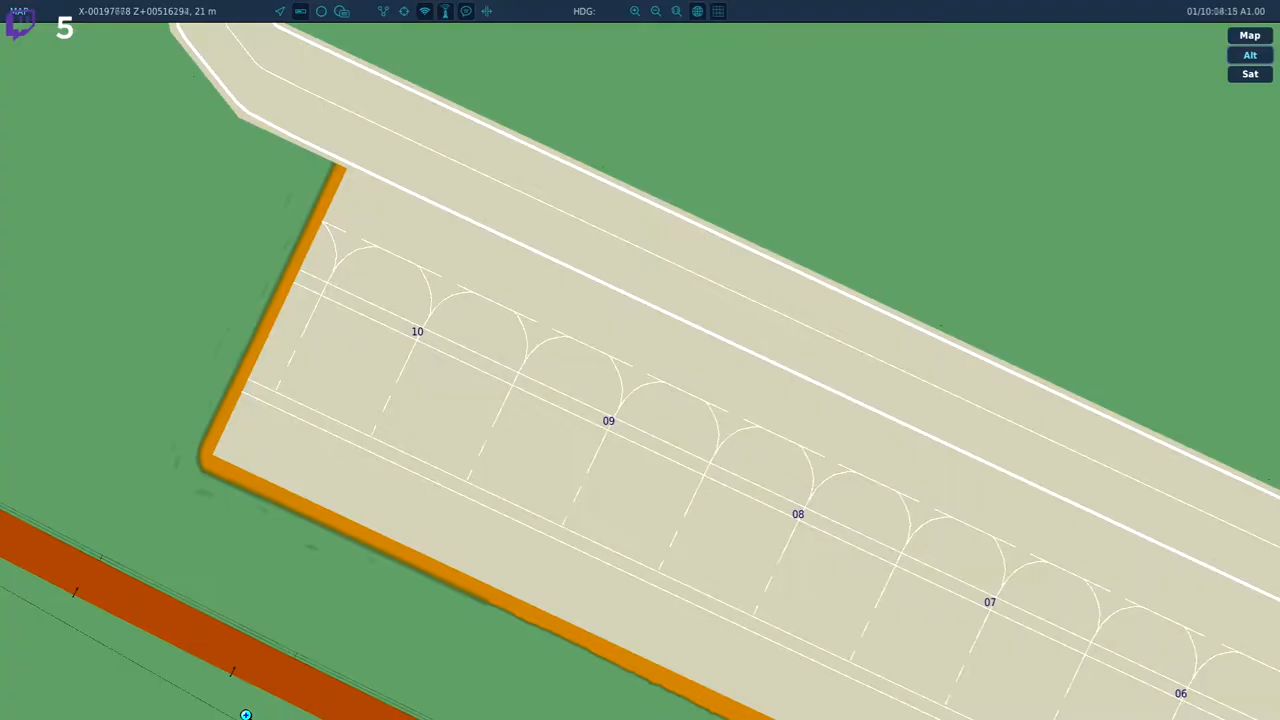 MAP
X-00197878 Z+00516294, 21 m
HDG:
01/10:08:15 A1.00
5
Map
Alt
Sat
10
09
08
07
06